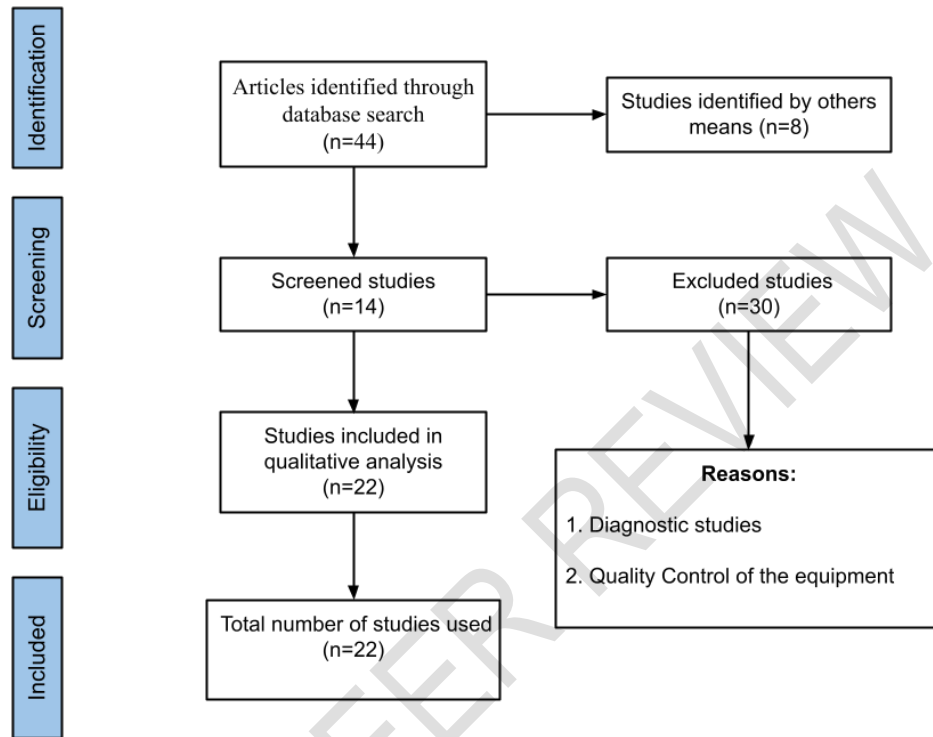 Identification
Articles identified through
database search
(n=44)
Studies identified by others
means (n=8)
Screening
Screened studies
(n=14)
Excluded studies
(n=30)
Eligibility
Studies included in
qualitative analysis
(n=22)
Reasons:
1. Diagnostic studies
2. Quality Control of the equipment
Included
Total number of studies used
(n=22)
ER REVIEW